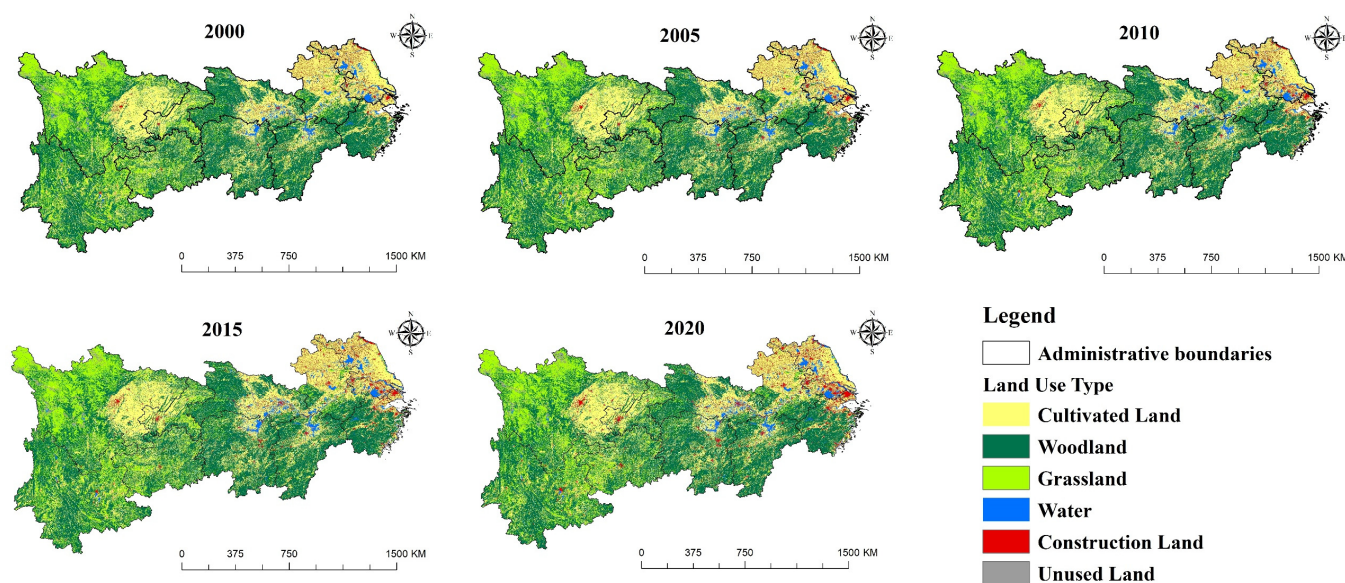 2000
N
W E
S
0 375 750 1500 KM
2005
N
W E
S
0 375 750 1500 KM
2010
N
W E
S
0 375 750 1500 KM
2015
N
W E
S
0 375 750 1500 KM
2020
N
W E
S
0 375 750 1500 KM
Legend
Administrative boundaries
Land Use Type
Cultivated Land
Woodland
Grassland
Water
Construction Land
Unused Land